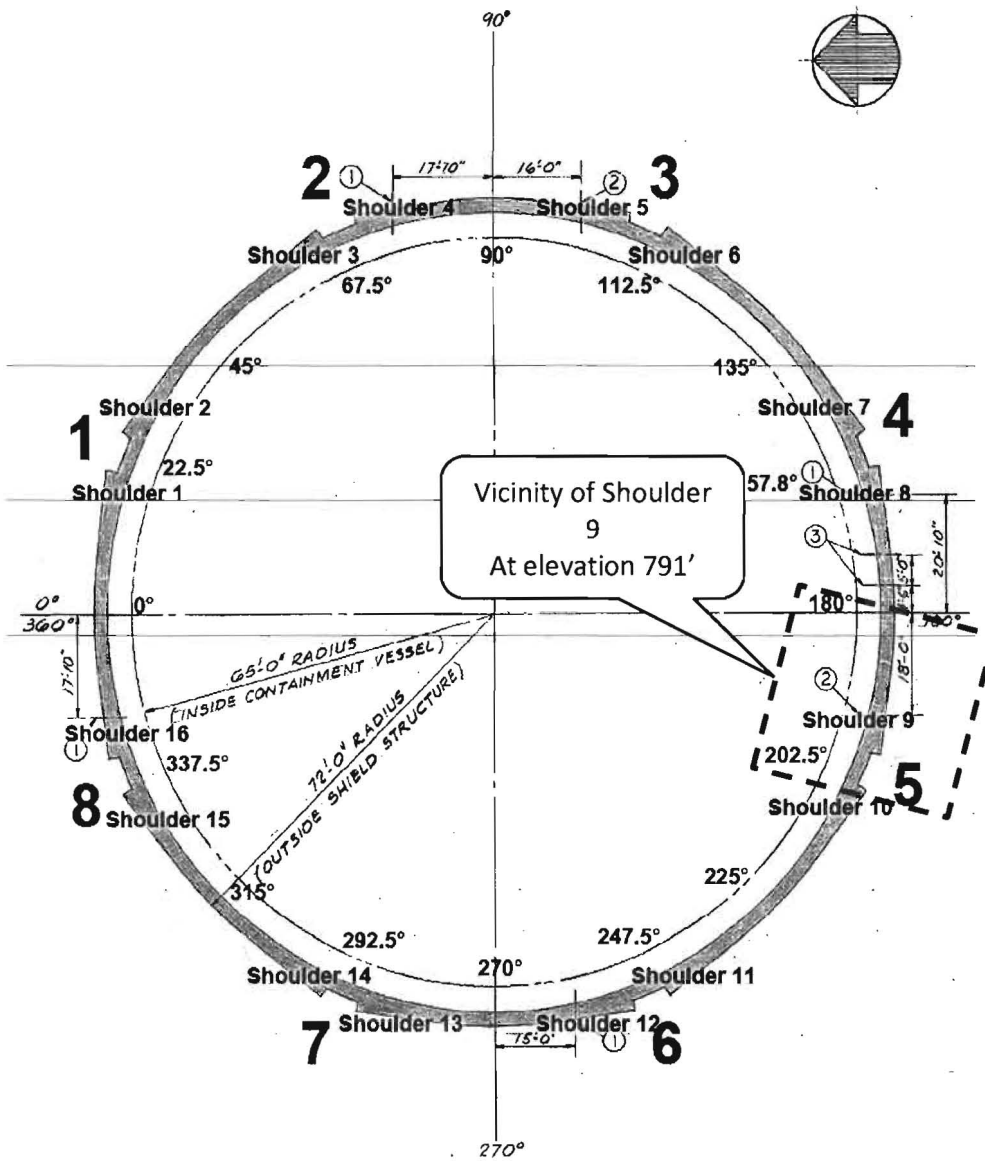 90°
2
①
17'-10"
16'-0"
②
3
Shoulder 4
Shoulder 5
Shoulder 3
90°
Shoulder 6
67.5°
112.5°
45°
135°
Shoulder 2
Shoulder 7
1
4
22.5°
Vicinity of Shoulder
9
At elevation 791'
57.8°
①
Shoulder 1
Shoulder 8
③
5'-0"
20'-10"
0°
360°
0°
180°
17'-10"
65'-0" RADIUS
(INSIDE CONTAINMENT VESSEL)
18'-0"
②
Shoulder 16
①
Shoulder 9
72'-0" RADIUS
(OUTSIDE SHIELD STRUCTURE)
337.5°
202.5°
8
5
Shoulder 15
Shoulder 10
315°
225°
292.5°
247.5°
270°
Shoulder 14
Shoulder 11
7
Shoulder 13
Shoulder 12
6
15'-0"
①
270°